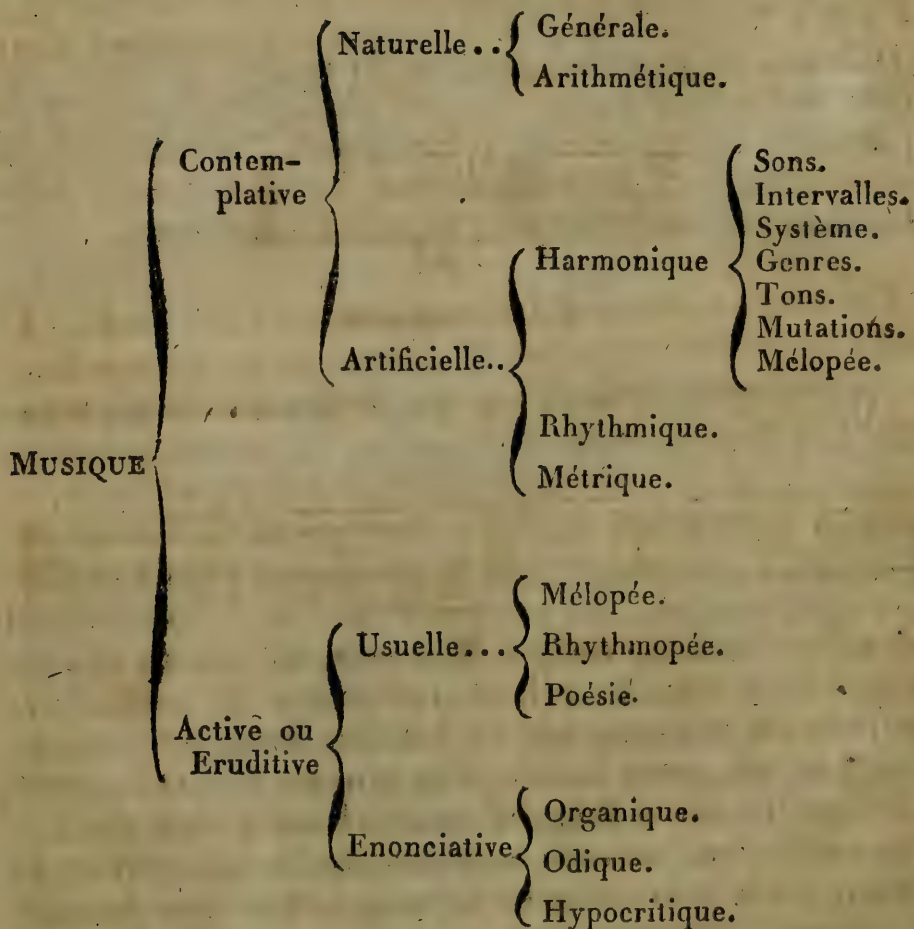 Naturelle..
Générale.
Arithmétique.
Contem-
plative
Artificielle..
Harmonique
Sons.
Intervalles.
Système.
Genres.
Tons.
Mutations.
Mélopée.
Rhythmique.
Métrique.
MUSIQUE
Active ou
Eruditive
Usuelle...
Mélopée.
Rhythmopée.
Poésie.
Enonciative
Organique.
Odique.
Hypocritique.